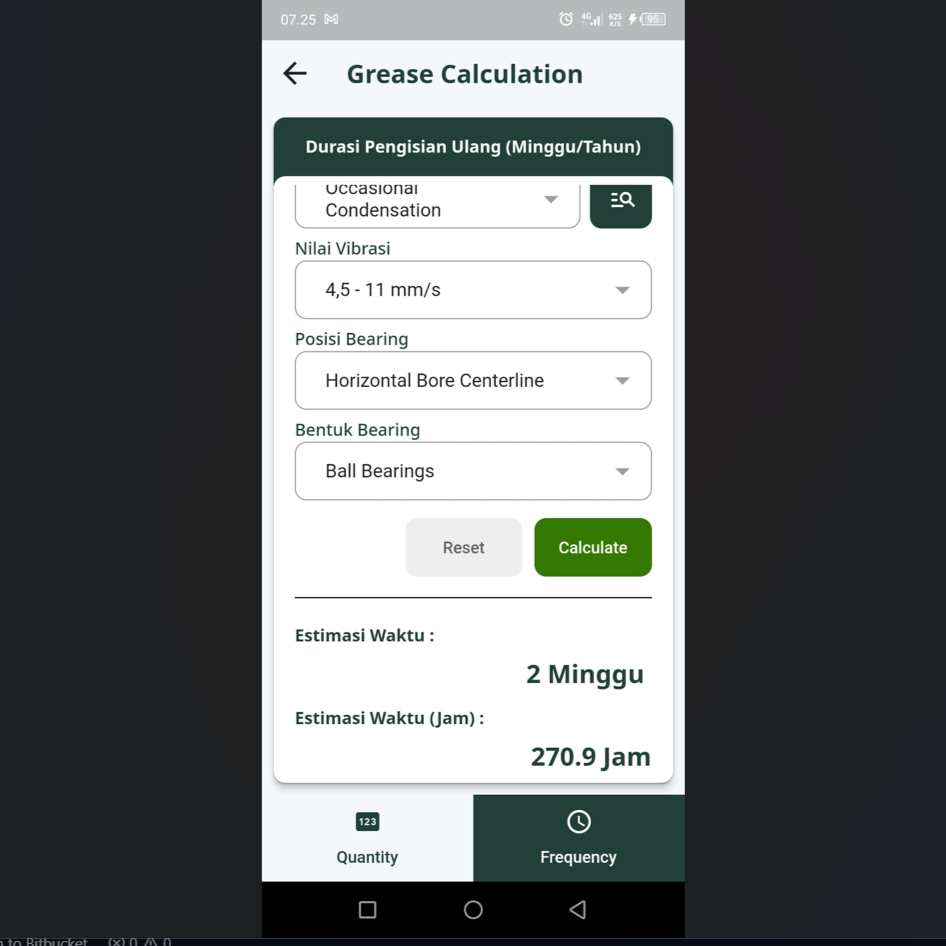 07.25
4G
625
K/S
95
Grease Calculation
Durasi Pengisian Ulang (Minggu/Tahun)
Occasional
Condensation
Nilai Vibrasi
4,5 - 11 mm/s
Posisi Bearing
Horizontal Bore Centerline
Bentuk Bearing
Ball Bearings
Reset
Calculate
Estimasi Waktu :
2 Minggu
Estimasi Waktu (Jam) :
270.9 Jam
123
Quantity
Frequency
to Bitbucket 0 0